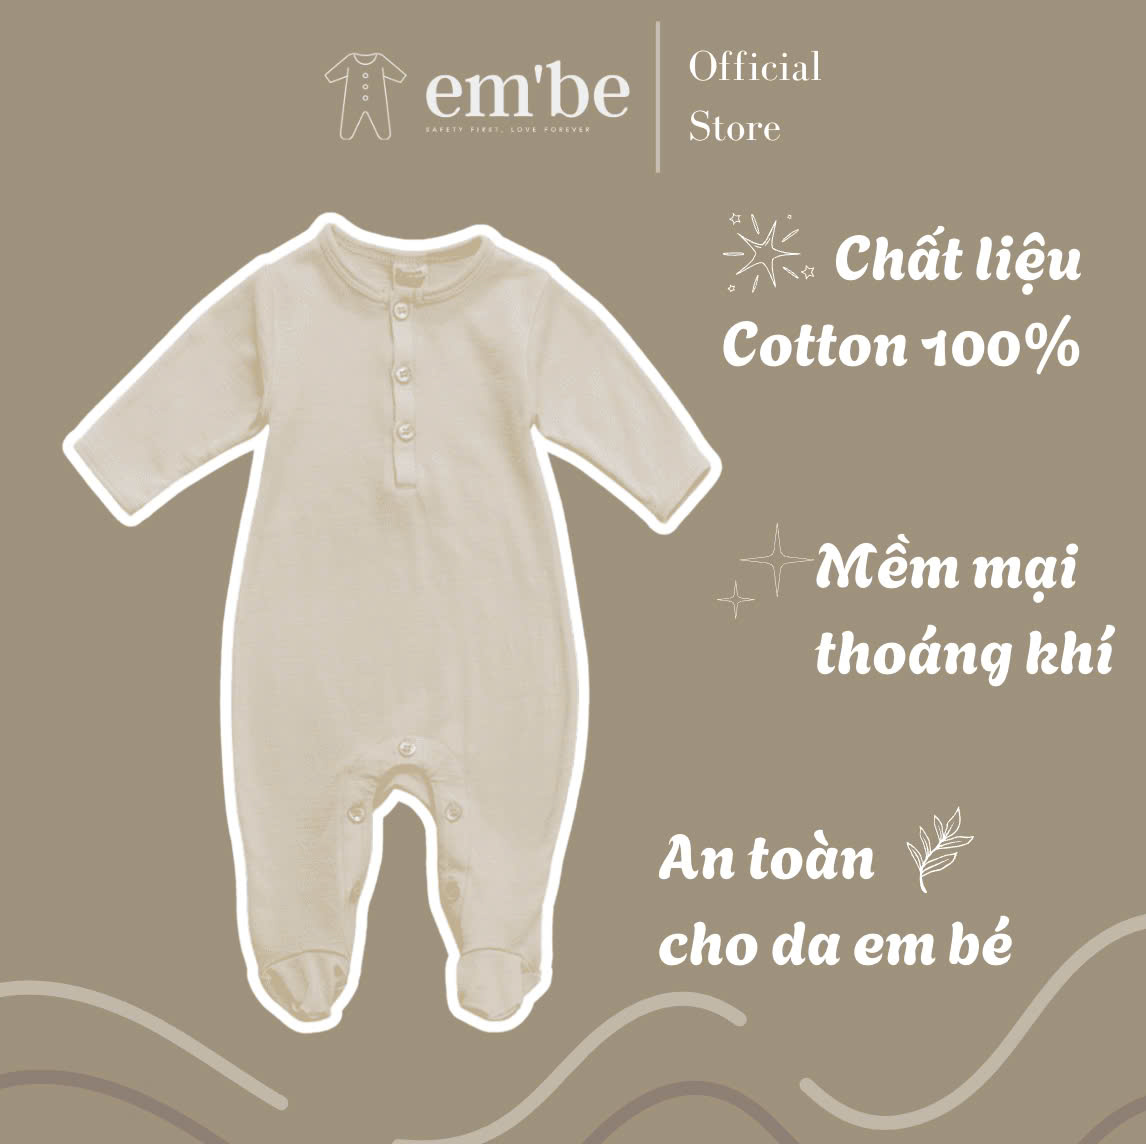 em'be
SAFETY FIRST, LOVE FOREVER
Official
Store
Chất liệu
Cotton 100%
Mềm mại
thoáng khí
An toàn
cho da em bé